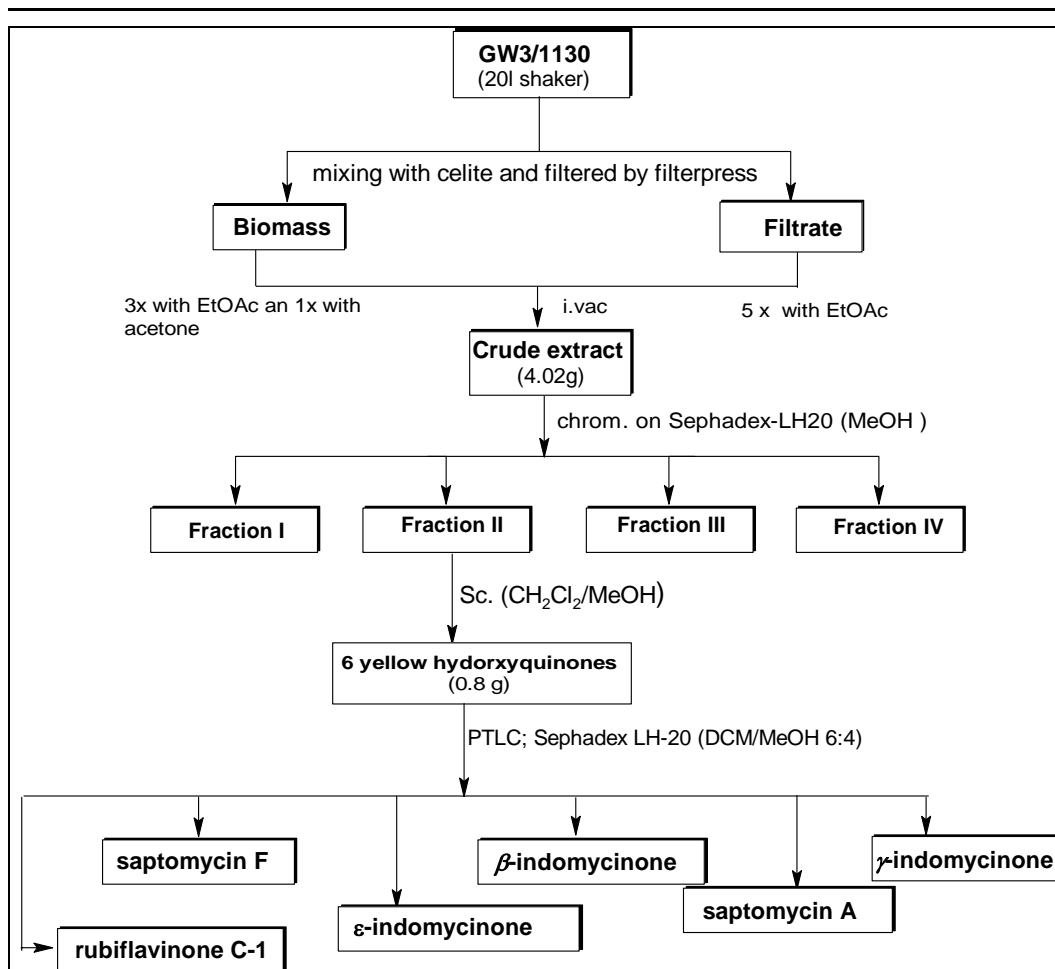 GW3/1130
(20l shaker)
mixing with celite and filtered by filterpress
Biomass
Filtrate
3x with EtOAc an 1x with
acetone
i.vac
5 x with EtOAc
Crude extract
(4.02g)
chrom. on Sephadex-LH20 (MeOH )
Fraction I
Fraction II
Fraction III
Fraction IV
Sc. (CH₂Cl₂/MeOH)
6 yellow hydorxyquinones
(0.8 g)
PTLC; Sephadex LH-20 (DCM/MeOH 6:4)
saptomycin F
β-indomycinone
γ-indomycinone
ε-indomycinone
saptomycin A
rubiflavinone C-1